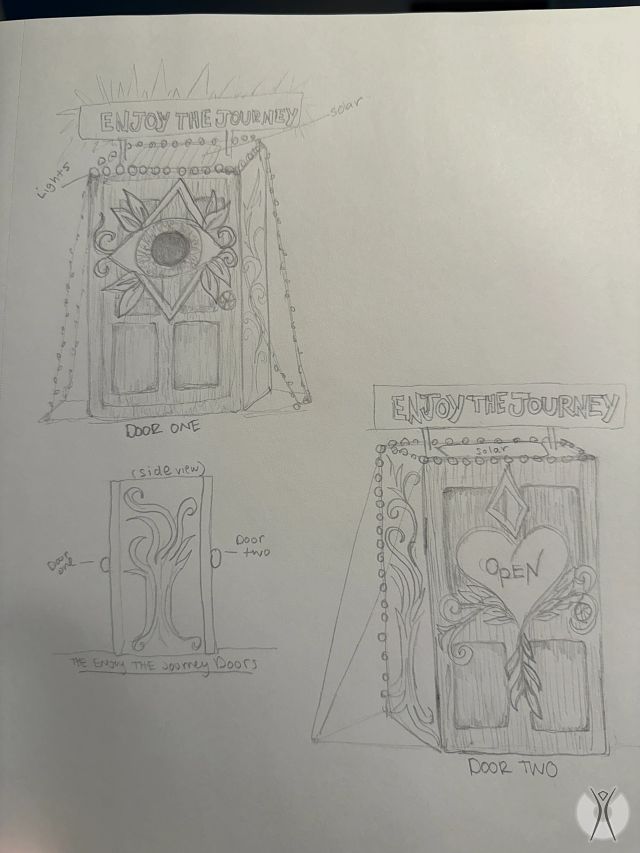 ENJOY THE JOURNEY
solar
Lights
DOOR ONE
(side view)
Door
one
Door
two
THE ENJOY THE JOURNEY DOORS
ENJOY THE JOURNEY
solar
OPEN
DOOR TWO